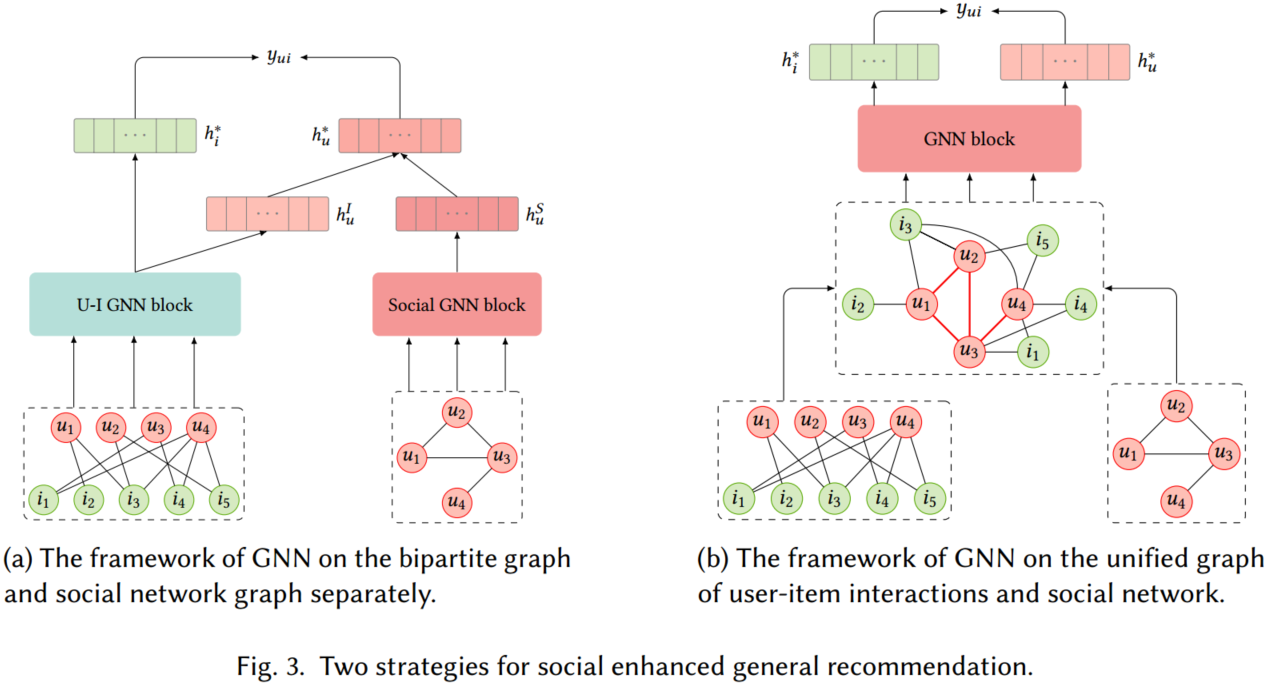 y_{ui}
··· h_i^*
h_u^* ···
··· h_u^I
··· h_u^S
U-I GNN block
Social GNN block
u_1 u_2 u_3 u_4
i_1 i_2 i_3 i_4 i_5
u_2
u_1 u_3
u_4
(a) The framework of GNN on the bipartite graph
and social network graph separately.
y_{ui}
h_i^* ··· ··· h_u^*
GNN block
i_3
u_2 i_5
i_2 u_1 u_4 i_4
u_3 i_1
u_1 u_2 u_3 u_4
i_1 i_2 i_3 i_4 i_5
u_2
u_1 u_3
u_4
(b) The framework of GNN on the unified graph
of user-item interactions and social network.
Fig. 3. Two strategies for social enhanced general recommendation.